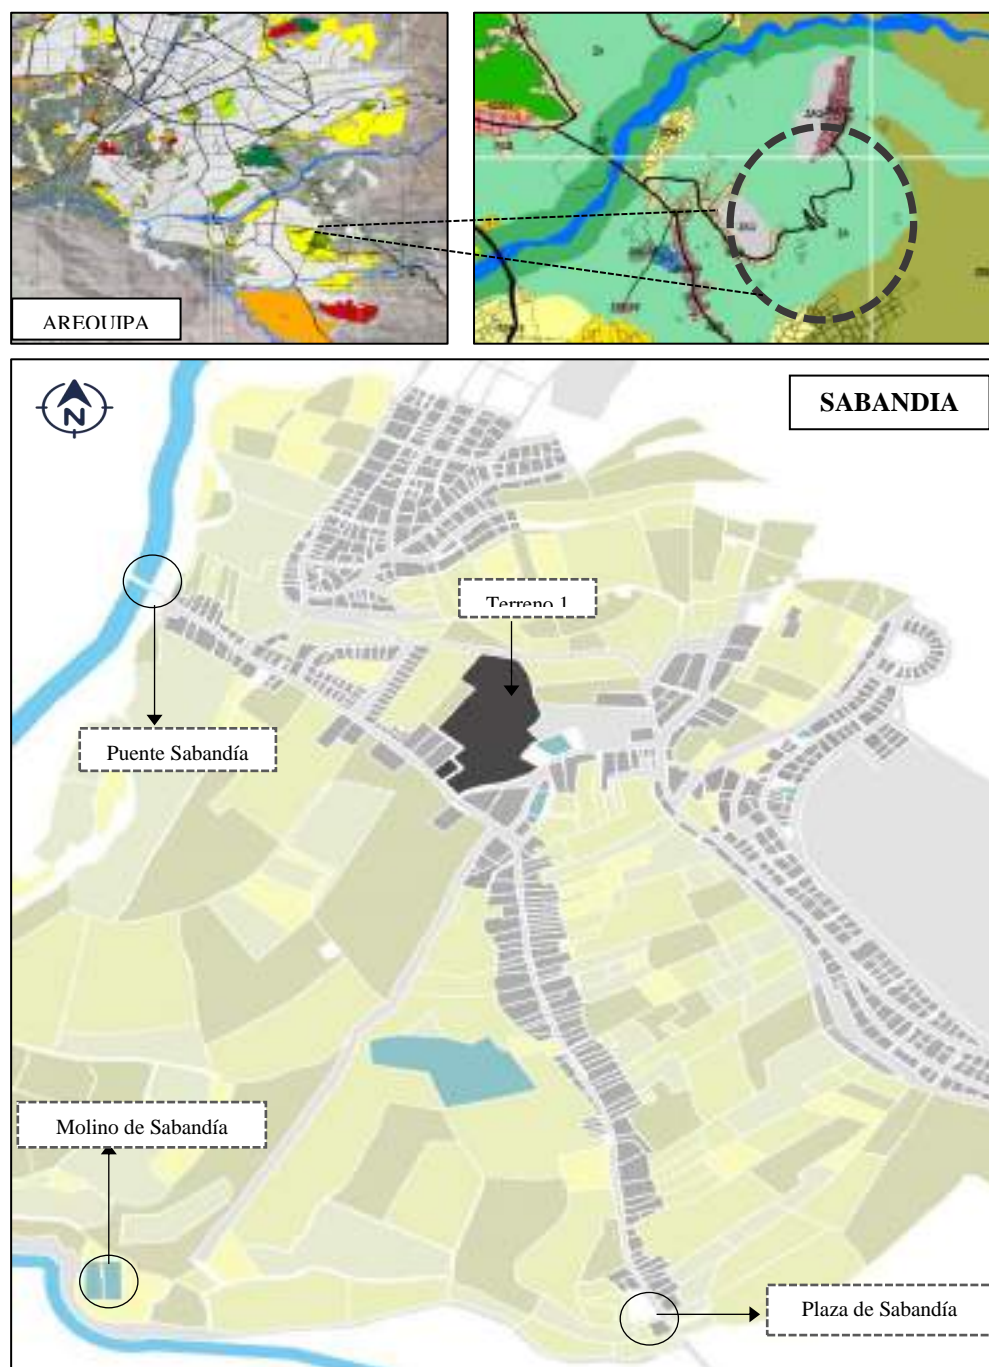 AREQUIPA
SABANDIA
N
Terreno 1
Puente Sabandía
Molino de Sabandía
Plaza de Sabandía